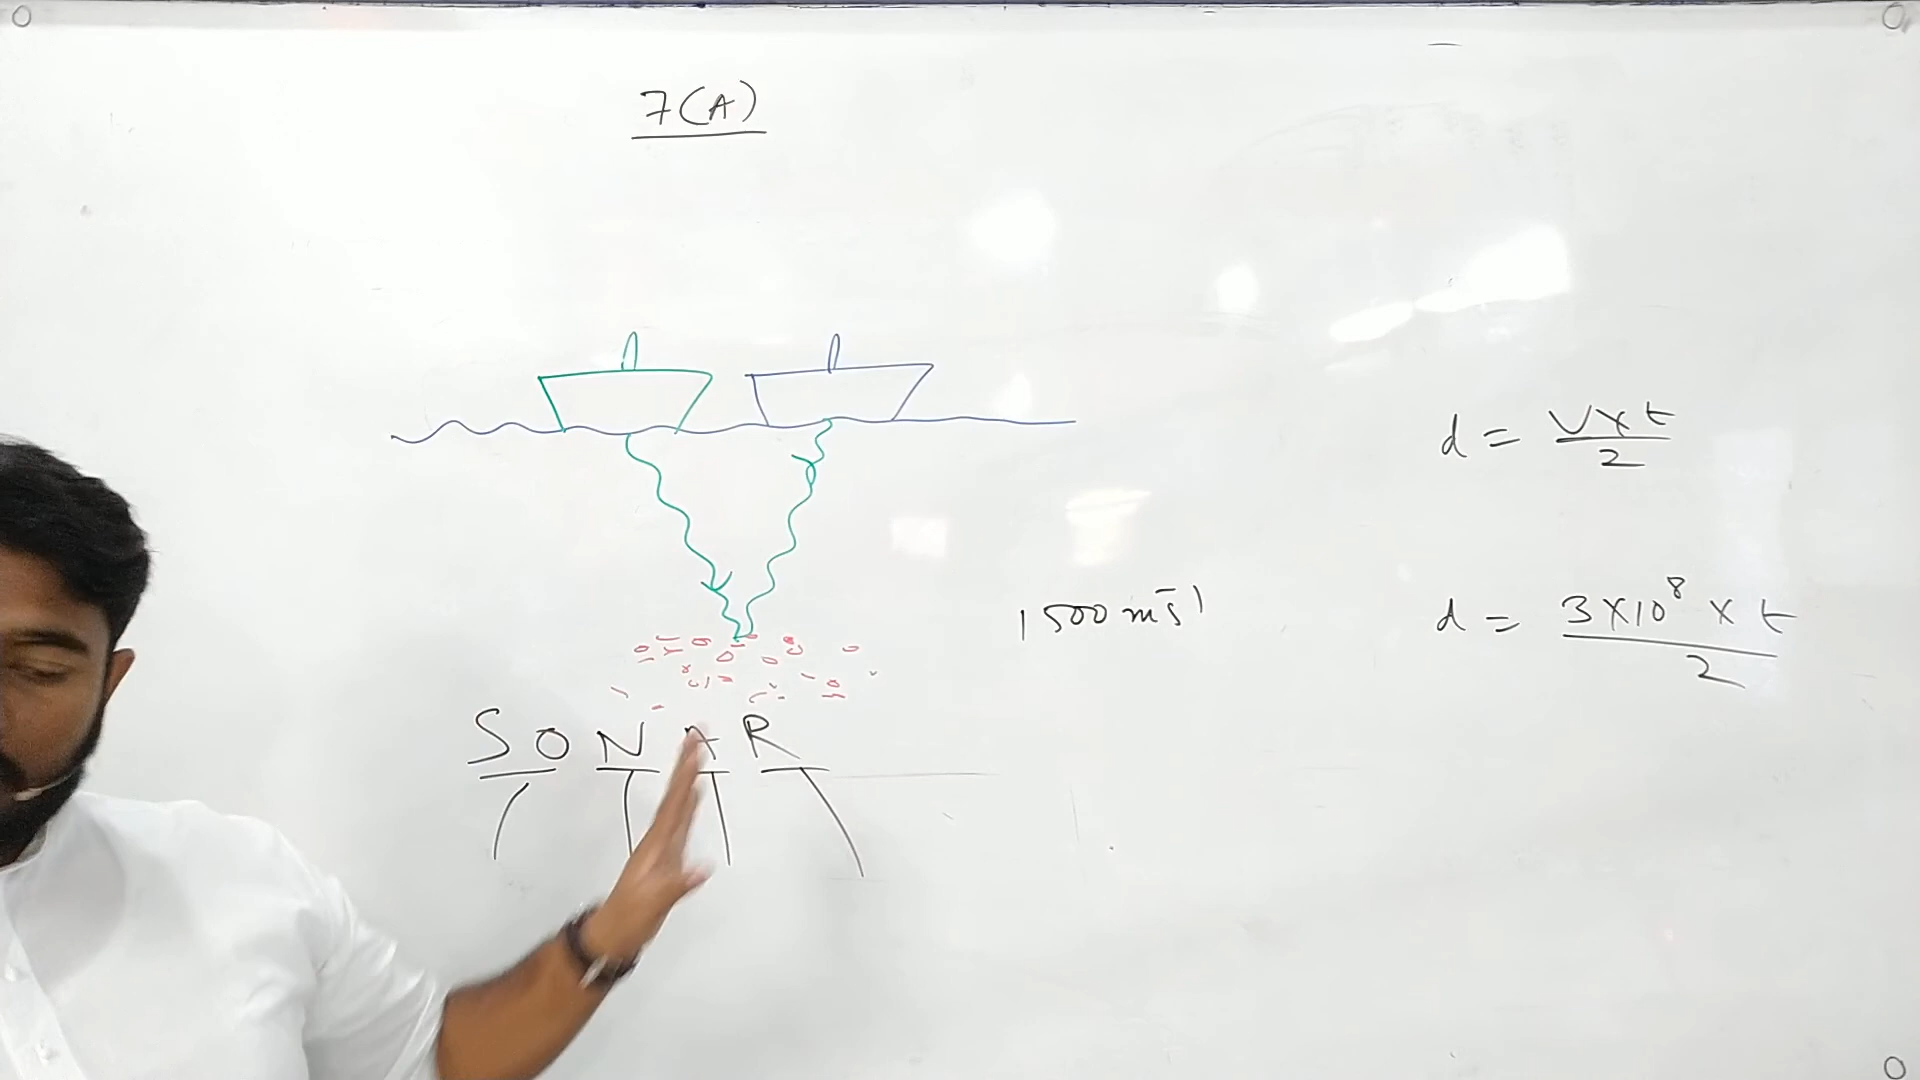 7(A)
d = V×t/2
1500 ms⁻¹
d = 3×10⁸ × t/2
SONAR